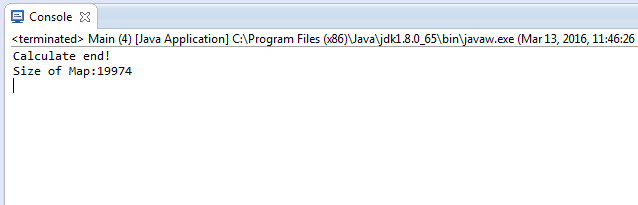 Console
<terminated> Main (4) [Java Application] C:\Program Files (x86)\Java\jdk1.8.0_65\bin\javaw.exe (Mar 13, 2016, 11:46:26
Calculate end!
Size of Map:19974